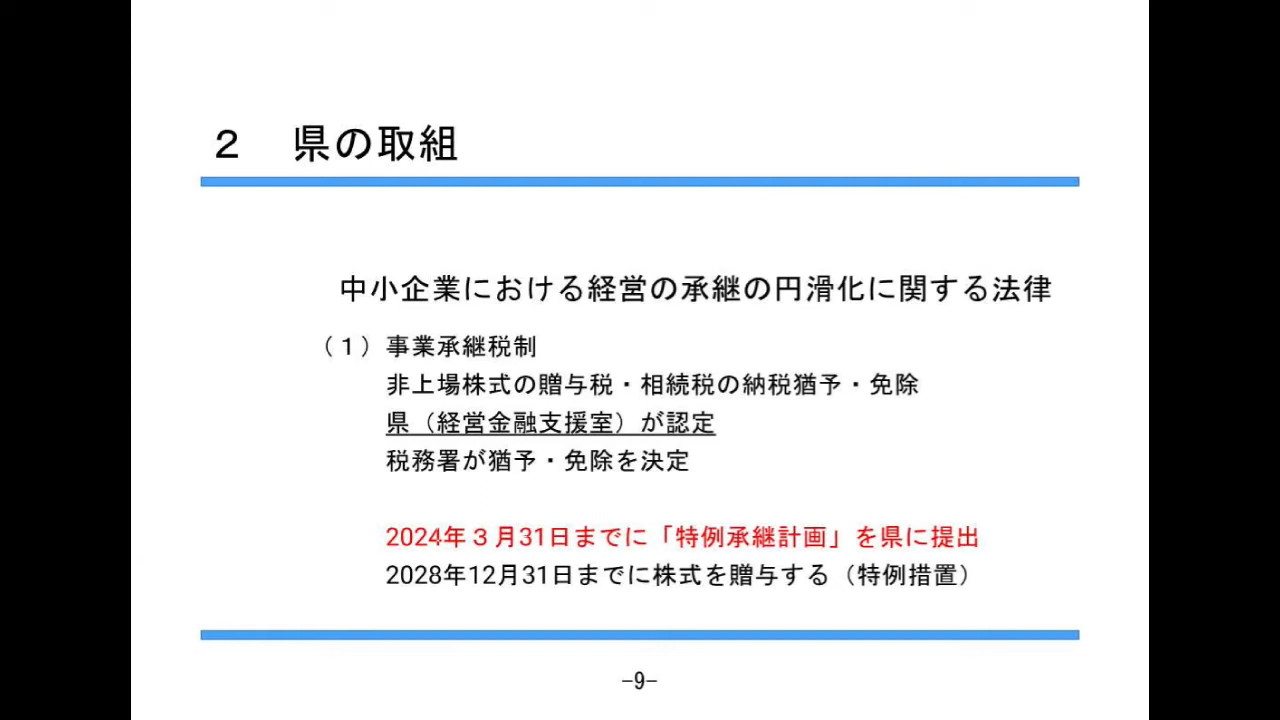 ２　県の取組
中小企業における経営の承継の円滑化に関する法律
（１）事業承継税制
非上場株式の贈与税・相続税の納税猶予・免除
県（経営金融支援室）が認定
税務署が猶予・免除を決定
2024年３月31日までに「特例承継計画」を県に提出
2028年12月31日までに株式を贈与する（特例措置）
-9-